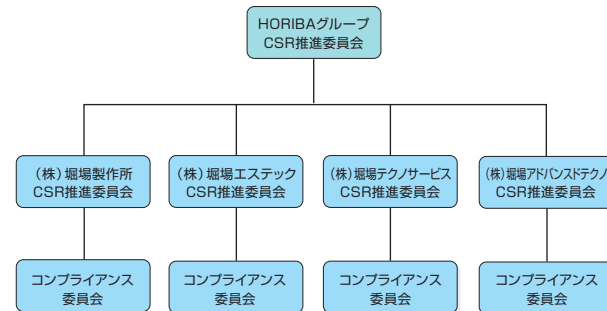 HORIBAグループ
CSR推進委員会
(株)堀場製作所
CSR推進委員会
(株)堀場エステック
CSR推進委員会
(株)堀場テクノサービス
CSR推進委員会
(株)堀場アドバンスドテクノ
CSR推進委員会
コンプライアンス
委員会
コンプライアンス
委員会
コンプライアンス
委員会
コンプライアンス
委員会